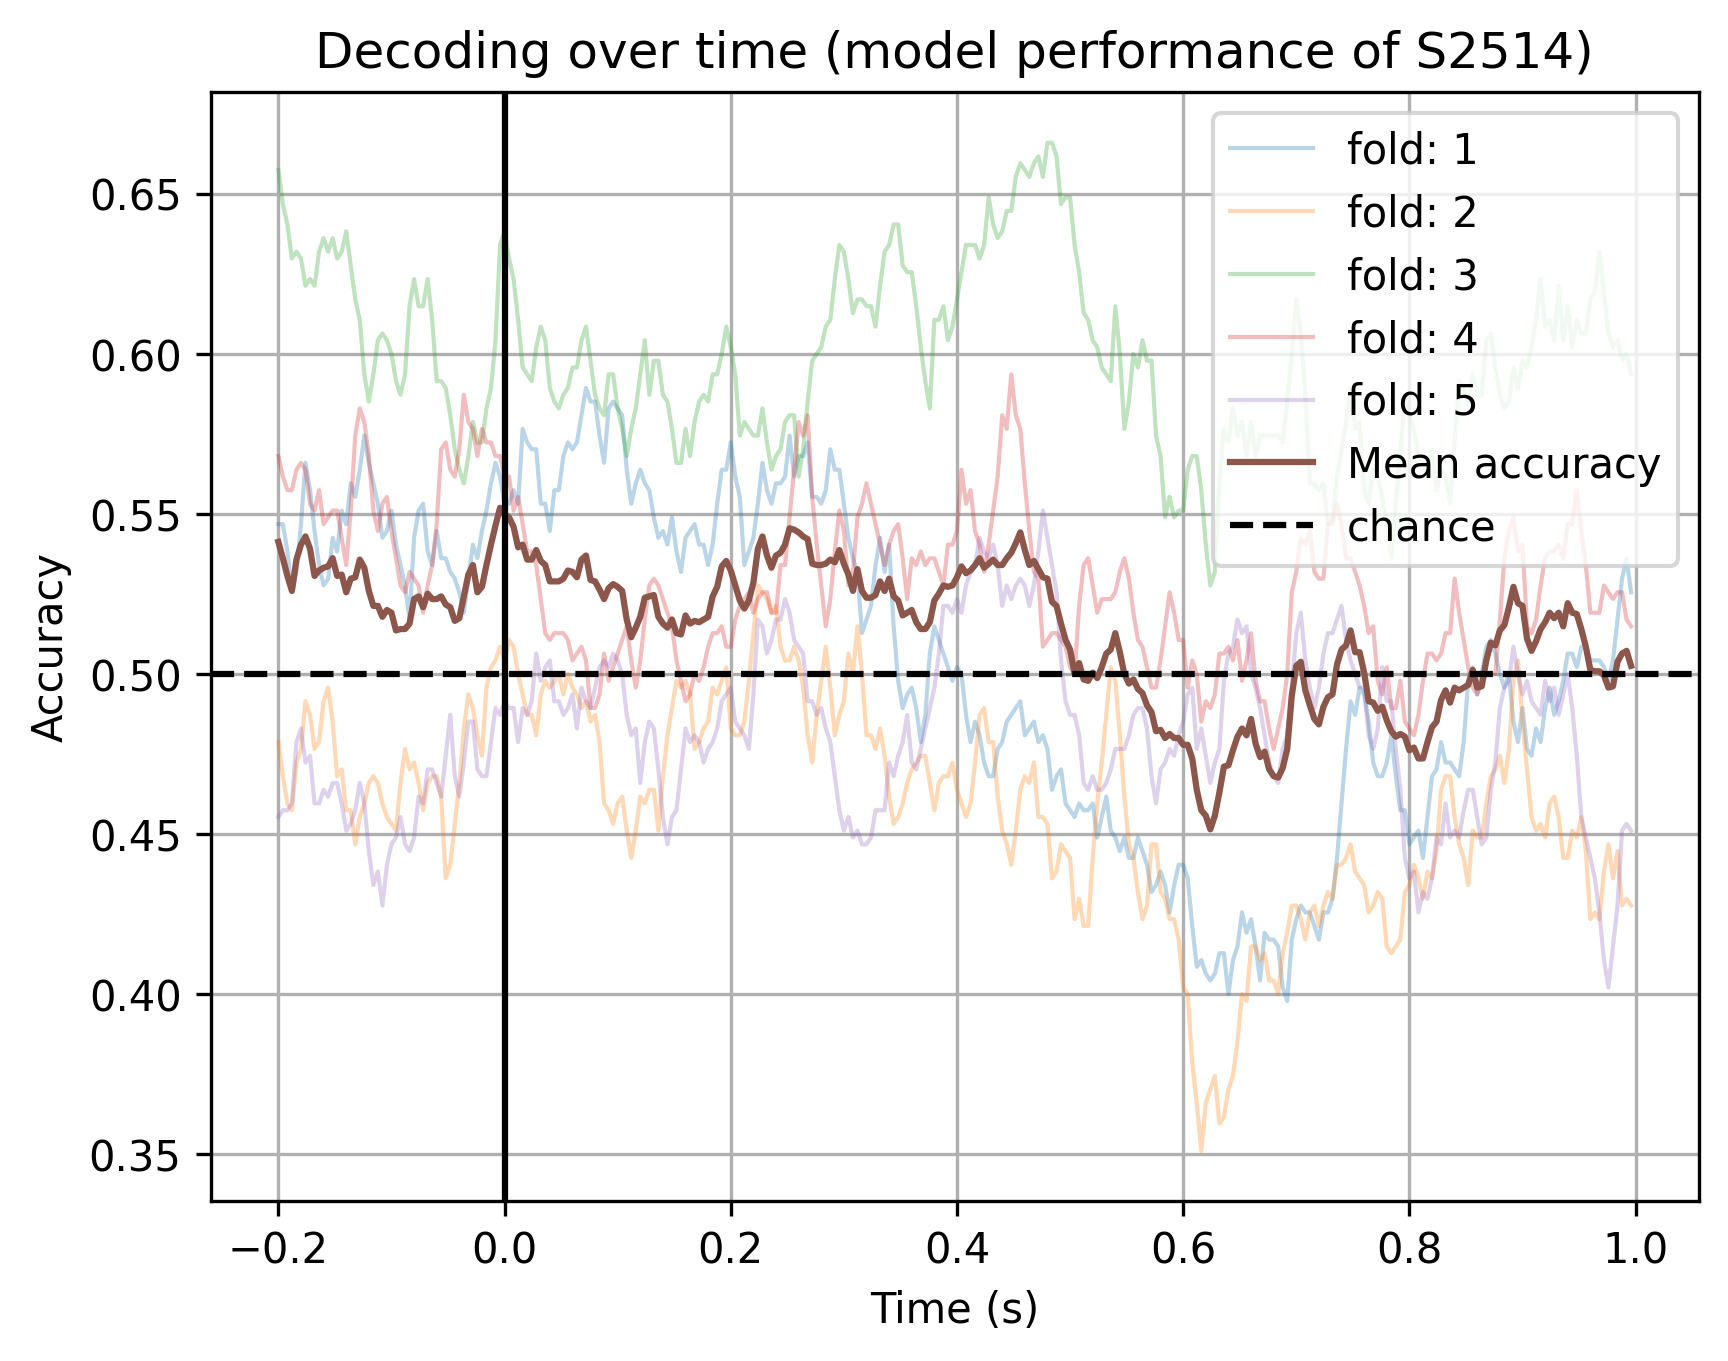 Decoding over time (model performance of S2514)
fold: 1
fold: 2
fold: 3
fold: 4
fold: 5
Mean accuracy
chance
Accuracy
0.65
0.60
0.55
0.50
0.45
0.40
0.35
−0.2 0.0 0.2 0.4 0.6 0.8 1.0
Time (s)